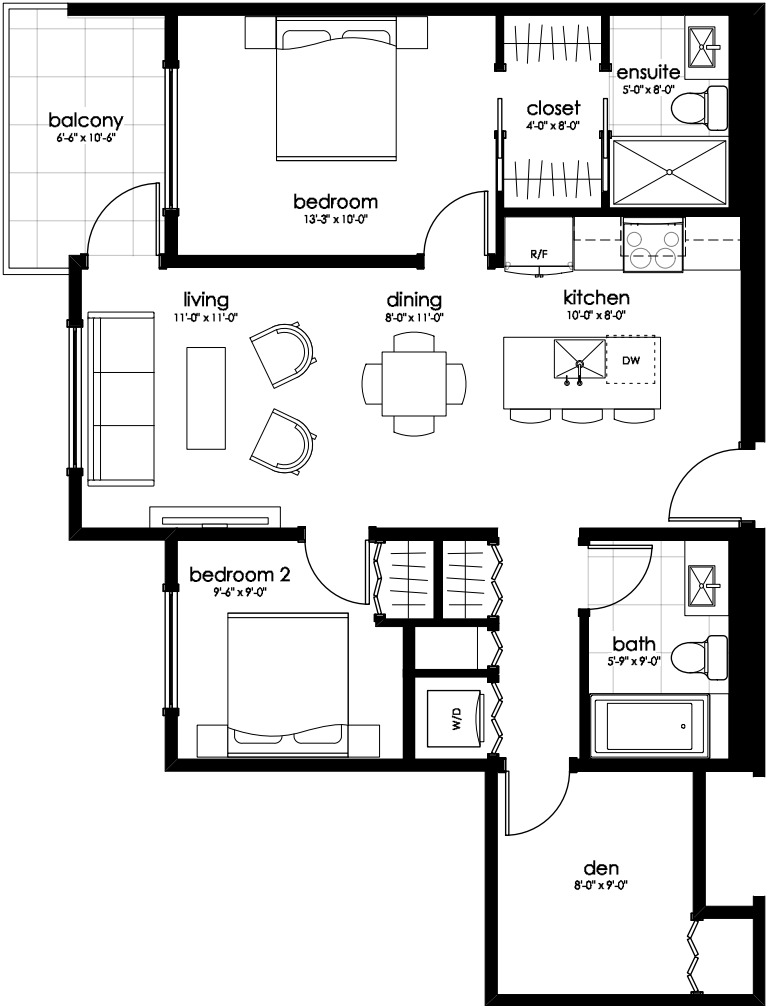 ensuite
5'-0" x 8'-0"
closet
4'-0" x 8'-0"
balcony
6'-6" x 10'-6"
bedroom
13'-3" x 10'-0"
R/F
living
11'-0" x 11'-0"
dining
8'-0" x 11'-0"
kitchen
10'-0" x 8'-0"
DW
bedroom 2
9'-6" x 9'-0"
bath
5'-9" x 9'-0"
W/D
den
8'-0" x 9'-0"